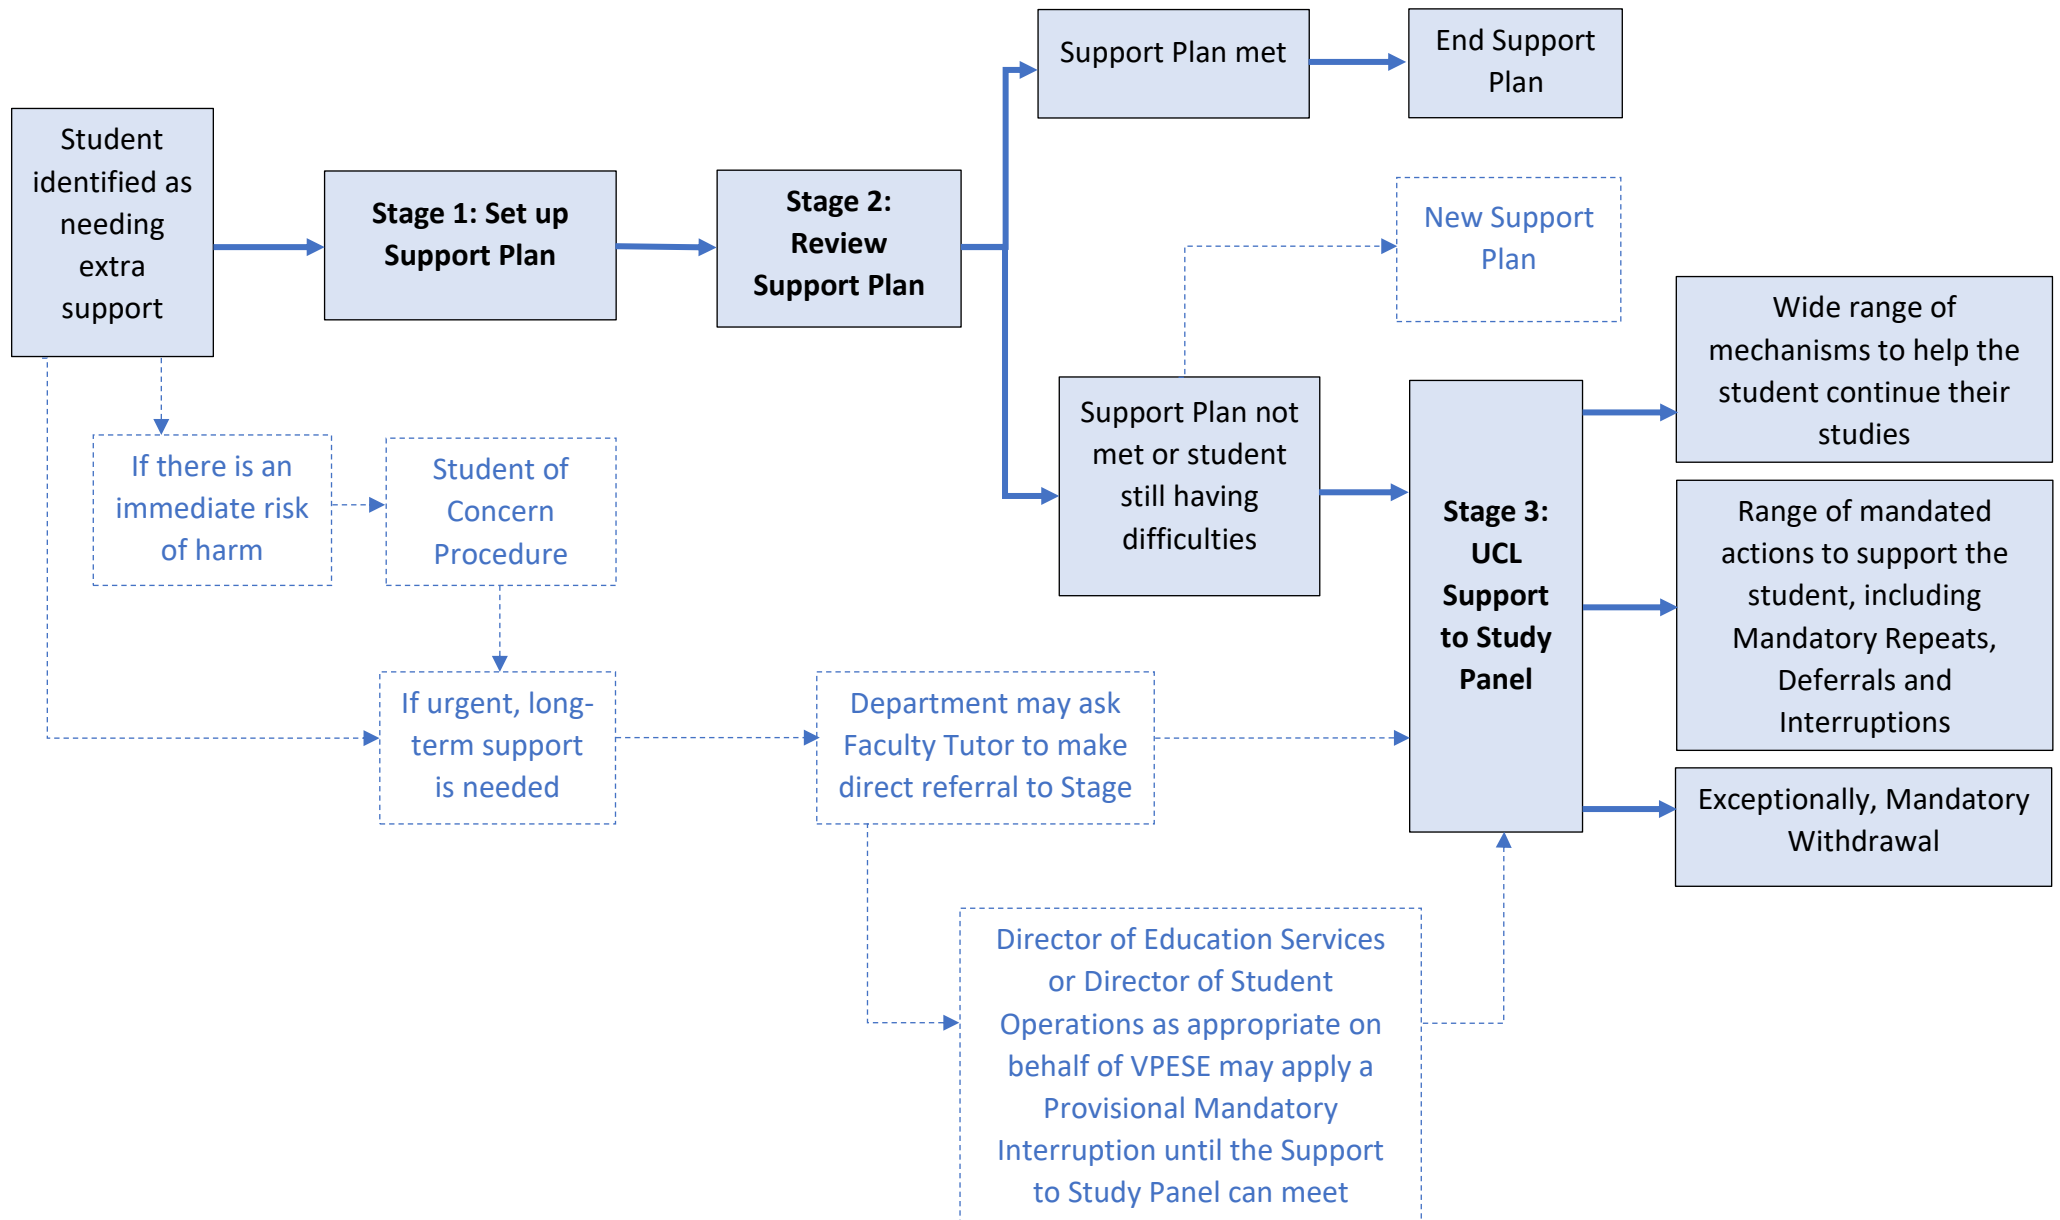 Student
identified as
needing
extra
support
Stage 1: Set up
Support Plan
Stage 2:
Review
Support Plan
Support Plan met
End Support
Plan
New Support
Plan
Support Plan not
met or student
still having
difficulties
Stage 3:
UCL
Support
to Study
Panel
Wide range of
mechanisms to help the
student continue their
studies
Range of mandated
actions to support the
student, including
Mandatory Repeats,
Deferrals and
Interruptions
Exceptionally, Mandatory
Withdrawal
If there is an
immediate risk
of harm
Student of
Concern
Procedure
If urgent, long-
term support
is needed
Department may ask
Faculty Tutor to make
direct referral to Stage
Director of Education Services
or Director of Student
Operations as appropriate on
behalf of VPESE may apply a
Provisional Mandatory
Interruption until the Support
to Study Panel can meet